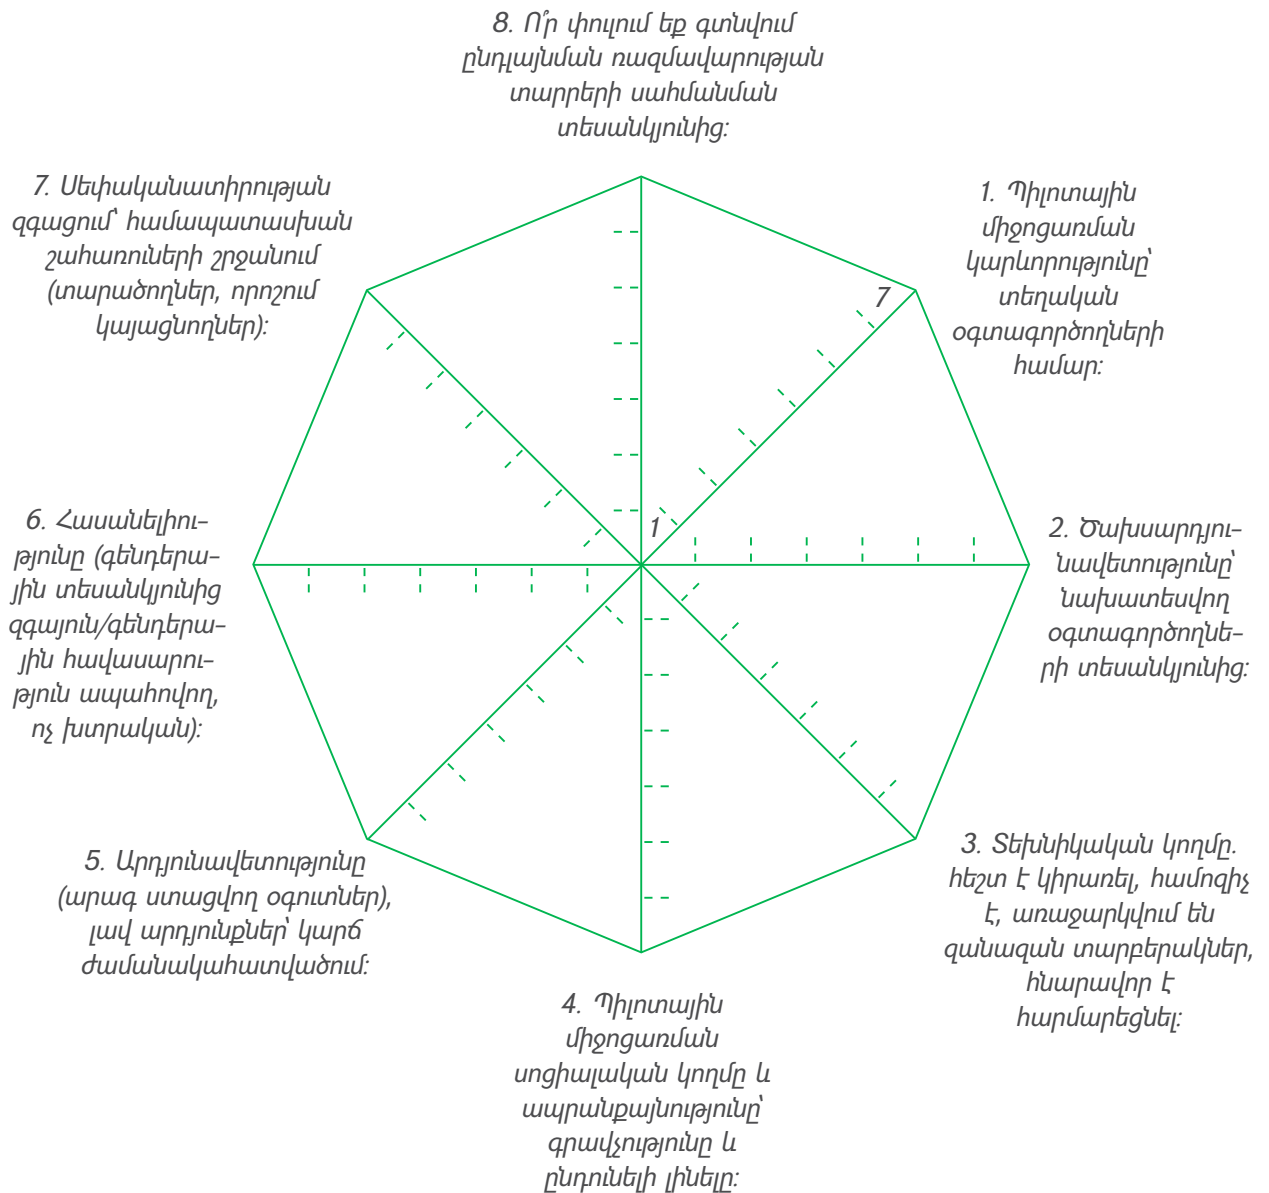 8. Ո՞ր փուլում եք գտնվում
ընդլայնման ռազմավարության
տարրերի սահմանման
տեսանկյունից:
1. Պիլոտային
միջոցառման
կարևորությունը՝
տեղական
օգտագործողների
համար:
2. Ծախսարդյու-
նավետությունը՝
նախատեսվող
օգտագործողնե-
րի տեսանկյունից:
3. Տեխնիկական կողմը.
հեշտ է կիրառել, համոզիչ
է, առաջարկվում են
զանազան տարբերակներ,
հնարավոր է
հարմարեցնել:
4. Պիլոտային
միջոցառման
սոցիալական կողմը և
ապրանքայնությունը՝
գրավչությունը և
ընդունելի լինելը:
5. Արդյունավետությունը
(արագ ստացվող օգուտներ),
լավ արդյունքներ՝ կարճ
ժամանակահատվածում:
6. Հասանելիու-
թյունը (գենդերա-
յին տեսանկյունից
զգայուն/գենդերա-
յին հավասարու-
թյուն ապահովող,
ոչ խտրական):
7. Սեփականատիրության
զգացում՝ համապատասխան
շահառուների շրջանում
(տարածողներ, որոշում
կայացնողներ):
7
1